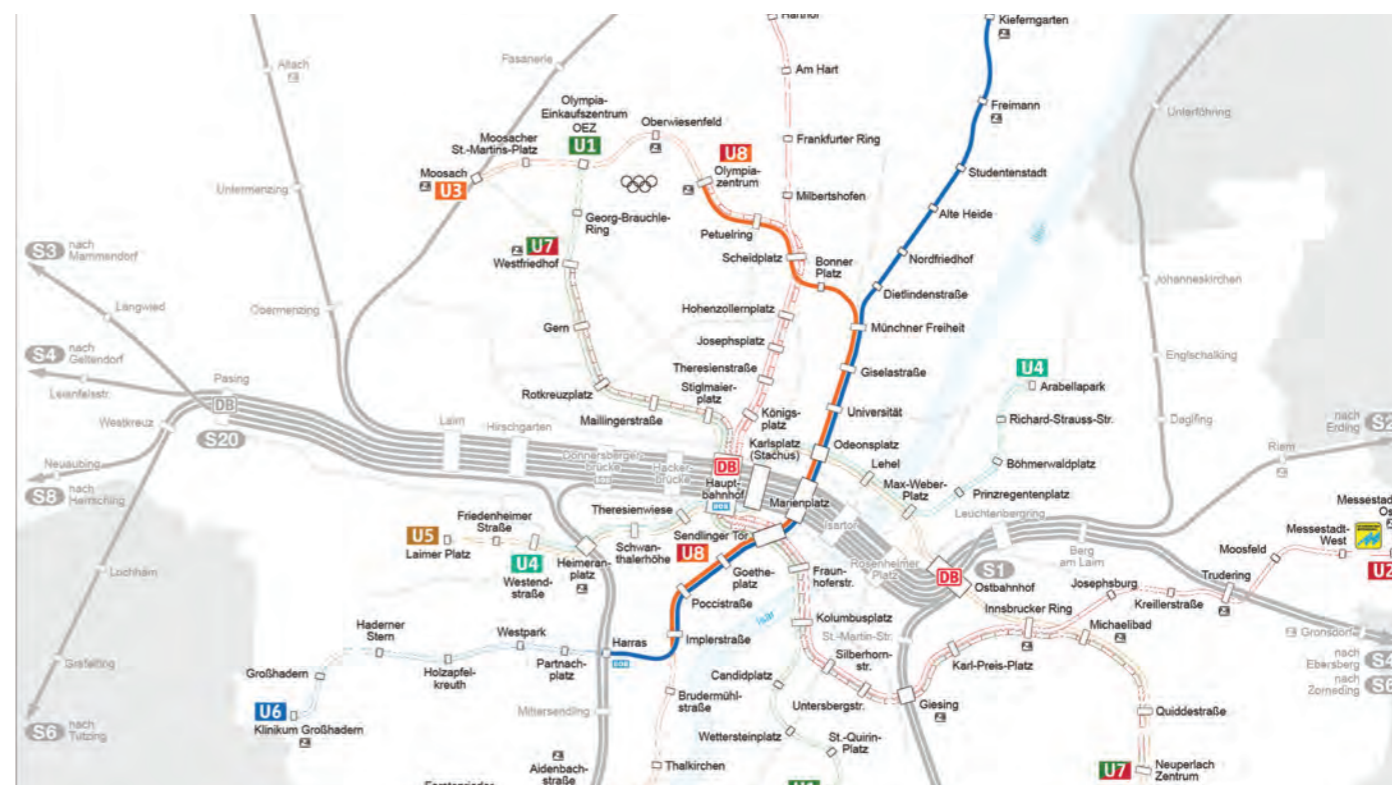 Harthof
Kieferngarten
Allach
Fasanerie
Am Hart
Olympia-
Einkaufszentrum
OEZ
U1
Oberwiesenfeld
Freimann
Unterföhring
Moosacher
St.-Martins-Platz
Frankfurter Ring
U8
Olympia-
zentrum
Moosach
U3
Studentenstadt
Untermenzing
Milbertshofen
Georg-Brauchle-
Ring
Alte Heide
Petuelring
U7
Westfriedhof
S3
nach
Mammendorf
Scheidplatz
Bonner
Platz
Nordfriedhof
Johanneskirchen
Dietlindenstraße
Langwied
Obermenzing
Hohenzollernplatz
Gern
Münchner Freiheit
Josephsplatz
S4
nach
Geltendorf
Englschalking
Theresienstraße
Giselastraße
U4
Arabellapark
Pasing
Leienfelsstr.
Rotkreuzplatz
Stiglmaier-
platz
DB
Maillingerstraße
Königs-
platz
Universität
Richard-Strauss-Str.
Daglfing
Westkreuz
Laim
Hirschgarten
S20
nach
Erding
S2
Karlsplatz
(Stachus)
Odeonsplatz
Riem
Donnersberger-
brücke
Hacker-
brücke
DB
Haupt-
bahnhof
Lehel
Böhmerwaldplatz
Neuaubing
Max-Weber-
Platz
Prinzregentenplatz
S8
nach
Herrsching
Marienplatz
BOB
Leuchtenbergring
Theresienwiese
Isartor
Friedenheimer
Straße
U5
Laimer Platz
Sendlinger Tor
Messestadt-
West
Schwan-
thalerhöhe
U8
Moosfeld
Berg
am Laim
U4
Westend-
straße
Heimeran-
platz
Goethe-
platz
Fraun-
hoferstr.
Rosenheimer
Platz
DB
Ostbahnhof
S1
Lochham
Josephsburg
Trudering
U2
Kreillerstraße
Poccistraße
Isar
Kolumbusplatz
Innsbrucker Ring
Haderner
Stern
Westpark
Harras
Implerstraße
St.-Martin-Str.
Michaelibad
Gronsdorf
BOB
Gräfelfing
Großhadern
Holzapfel-
kreuth
Partnach-
platz
Candidplatz
Silberhorn-
str.
Karl-Preis-Platz
nach
Ebersberg
S4
nach
Zorneding
S6
Brudermühl-
straße
Untersbergstr.
Giesing
U6
Klinikum Großhadern
Mittersendling
Quiddestraße
S6
nach
Tutzing
Wettersteinplatz
St.-Quirin-
Platz
Aidenbach-
straße
Thalkirchen
U7
Neuperlach
Zentrum